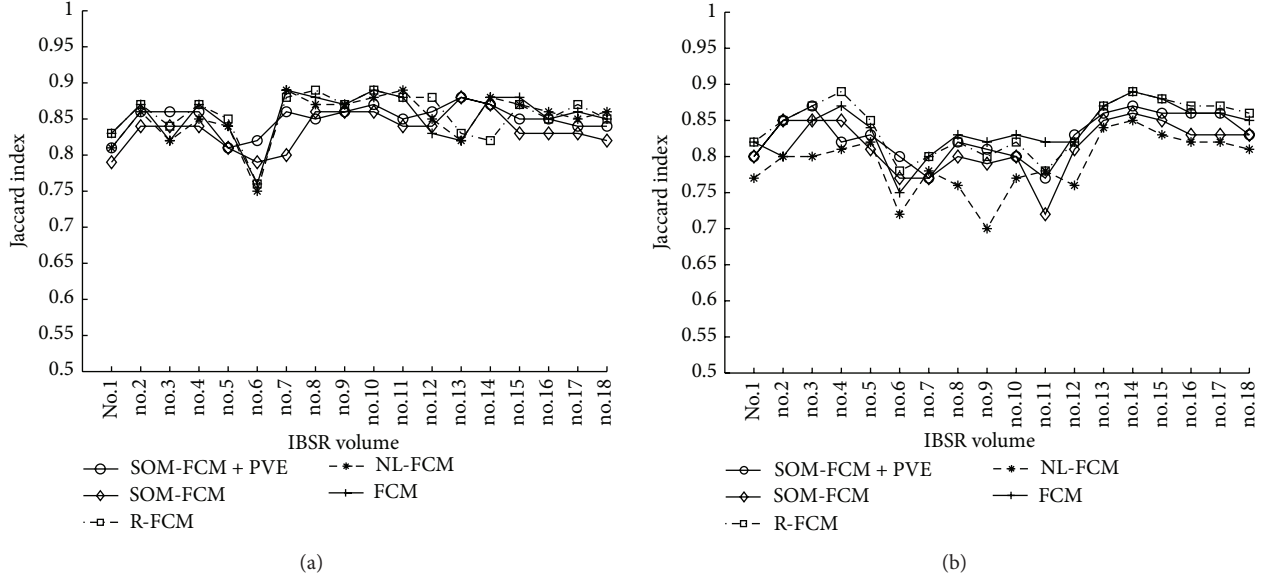 1
0.95
0.9
0.85
0.8
0.75
0.7
0.65
0.6
0.55
0.5
Jaccard index
No.1
no.2
no.3
no.4
no.5
no.6
no.7
no.8
no.9
no.10
no.11
no.12
no.13
no.14
no.15
no.16
no.17
no.18
IBSR volume
SOM-FCM + PVE
SOM-FCM
R-FCM
NL-FCM
FCM
(a)
1
0.95
0.9
0.85
0.8
0.75
0.7
0.65
0.6
0.55
0.5
Jaccard index
No.1
no.2
no.3
no.4
no.5
no.6
no.7
no.8
no.9
no.10
no.11
no.12
no.13
no.14
no.15
no.16
no.17
no.18
IBSR volume
SOM-FCM + PVE
SOM-FCM
R-FCM
NL-FCM
FCM
(b)